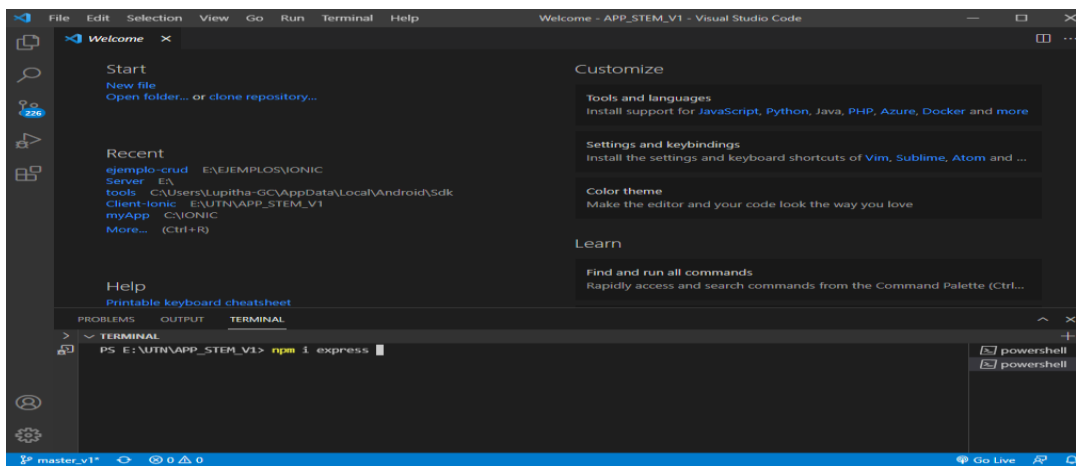 File Edit Selection View Go Run Terminal Help Welcome - APP_STEM_V1 - Visual Studio Code
Welcome
Start
New file
Open folder... or clone repository...
226
Recent
ejemplo-crud E:\EJEMPLOS\IONIC
Server E:\
tools C:\Users\Lupitha-GC\AppData\Local\Android\Sdk
Client-Ionic E:\UTN\APP_STEM_V1
myApp C:\IONIC
More... (Ctrl+R)
Help
Printable keyboard cheatsheet
Customize
Tools and languages
Install support for JavaScript, Python, Java, PHP, Azure, Docker and more
Settings and keybindings
Install the settings and keyboard shortcuts of Vim, Sublime, Atom and ...
Color theme
Make the editor and your code look the way you love
Learn
Find and run all commands
Rapidly access and search commands from the Command Palette (Ctrl...
PROBLEMS OUTPUT TERMINAL
TERMINAL
PS E:\UTN\APP_STEM_V1> npm i express
powershell
powershell
master_v1* 0 0 Go Live